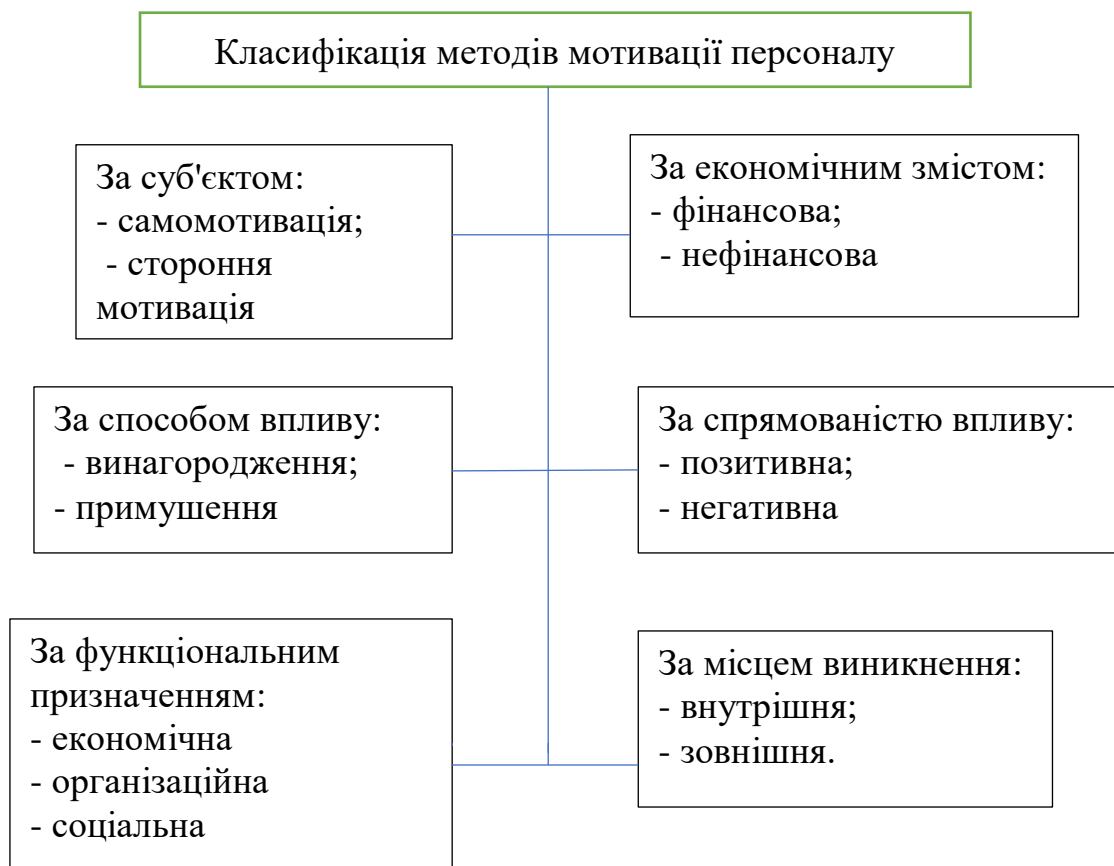 Класифікація методів мотивації персоналу
За суб'єктом:
- самомотивація;
- стороння
мотивація
За економічним змістом:
- фінансова;
- нефінансова
За способом впливу:
- винагородження;
- примушення
За спрямованістю впливу:
- позитивна;
- негативна
За функціональним
призначенням:
- економічна
- організаційна
- соціальна
За місцем виникнення:
- внутрішня;
- зовнішня.